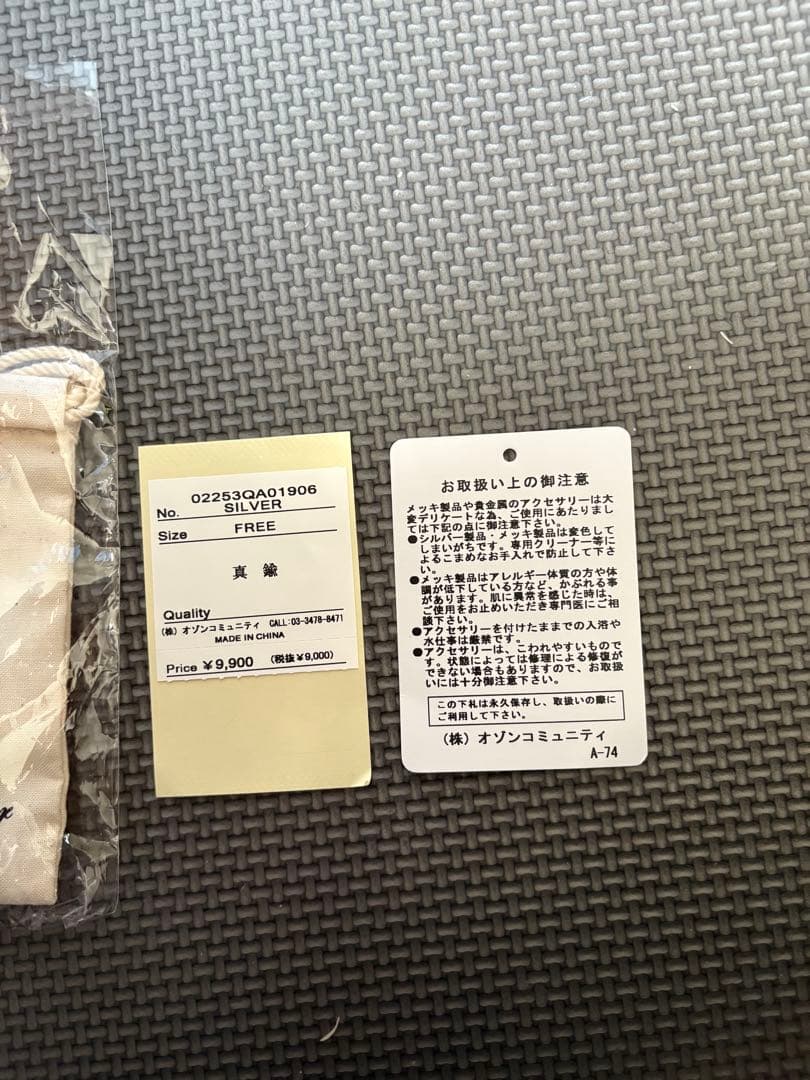 No. 02253QA01906
SILVER
Size FREE
真 鍮
Quality
(株) オゾンコミュニティ CALL:03-3478-8471
MADE IN CHINA
Price ￥9,900 (税抜￥9,000)
お取扱い上の御注意
メッキ製品や貴金属のアクセサリーは大
変デリケートな為、ご使用にあたりまし
ては下記の点に御注意下さい。
●シルバー製品・メッキ製品は変色して
しまいがちです。専用クリーナー等に
よるこまめなお手入れで防止して下さ
い。
●メッキ製品はアレルギー体質の方や体
調が低下している方など、かぶれる事
があります。肌に異常を感じた時は、
ご使用をお止めいただき専門医にご相
談下さい。
●アクセサリーを付けたままでの入浴や
水仕事は厳禁です。
●アクセサリーは、こわれやすいもので
す。状態によっては修理による修復が
できない場合もありますので、お取扱
いには十分御注意下さい。
この下札は永久保存し、取扱いの際に
ご利用して下さい。
(株) オゾンコミュニティ
A-74